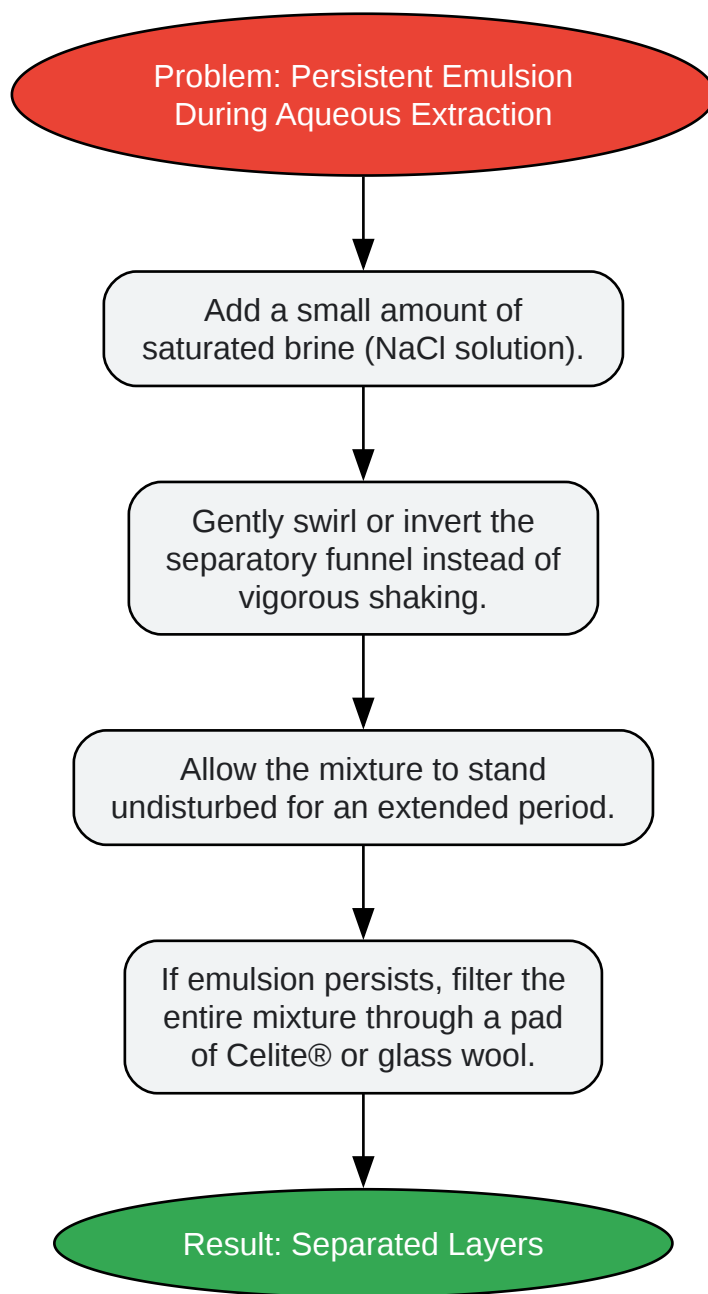 Problem: Persistent Emulsion
During Aqueous Extraction
Add a small amount of
saturated brine (NaCl solution).
Gently swirl or invert the
separatory funnel instead of
vigorous shaking.
Allow the mixture to stand
undisturbed for an extended period.
If emulsion persists, filter the
entire mixture through a pad
of Celite® or glass wool.
Result: Separated Layers